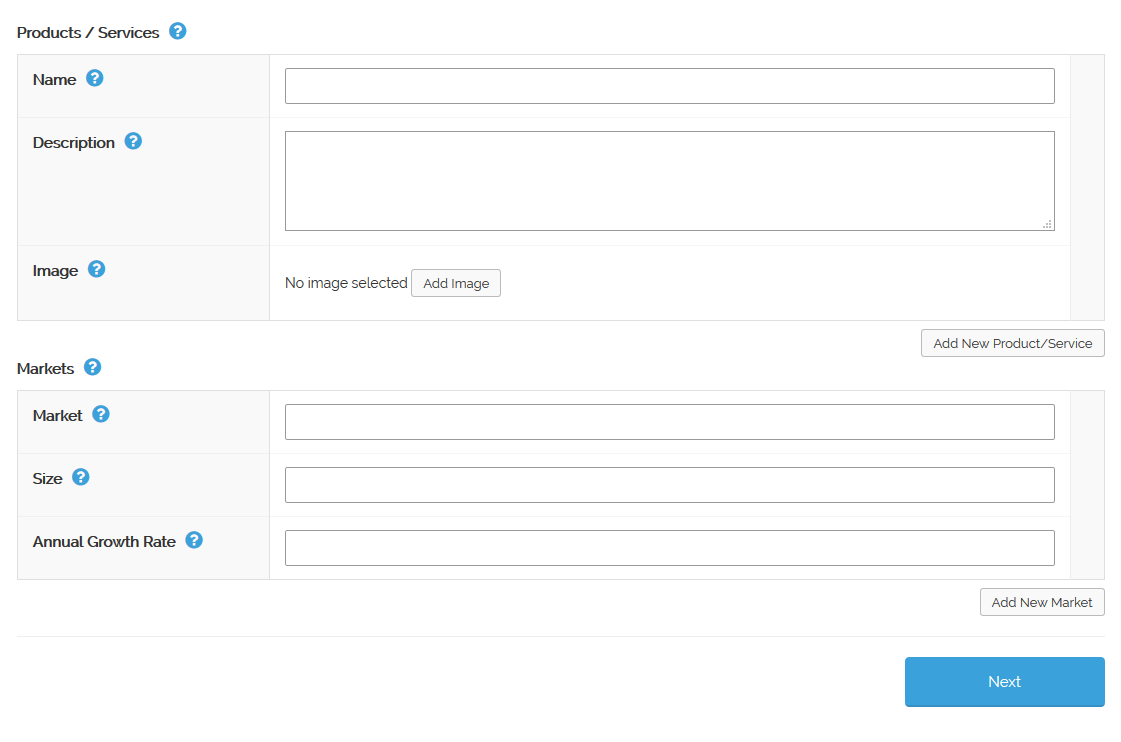 Products / Services ?
Name ?
Description ?
Image ?
No image selected Add Image
Add New Product/Service
Markets ?
Market ?
Size ?
Annual Growth Rate ?
Add New Market
Next